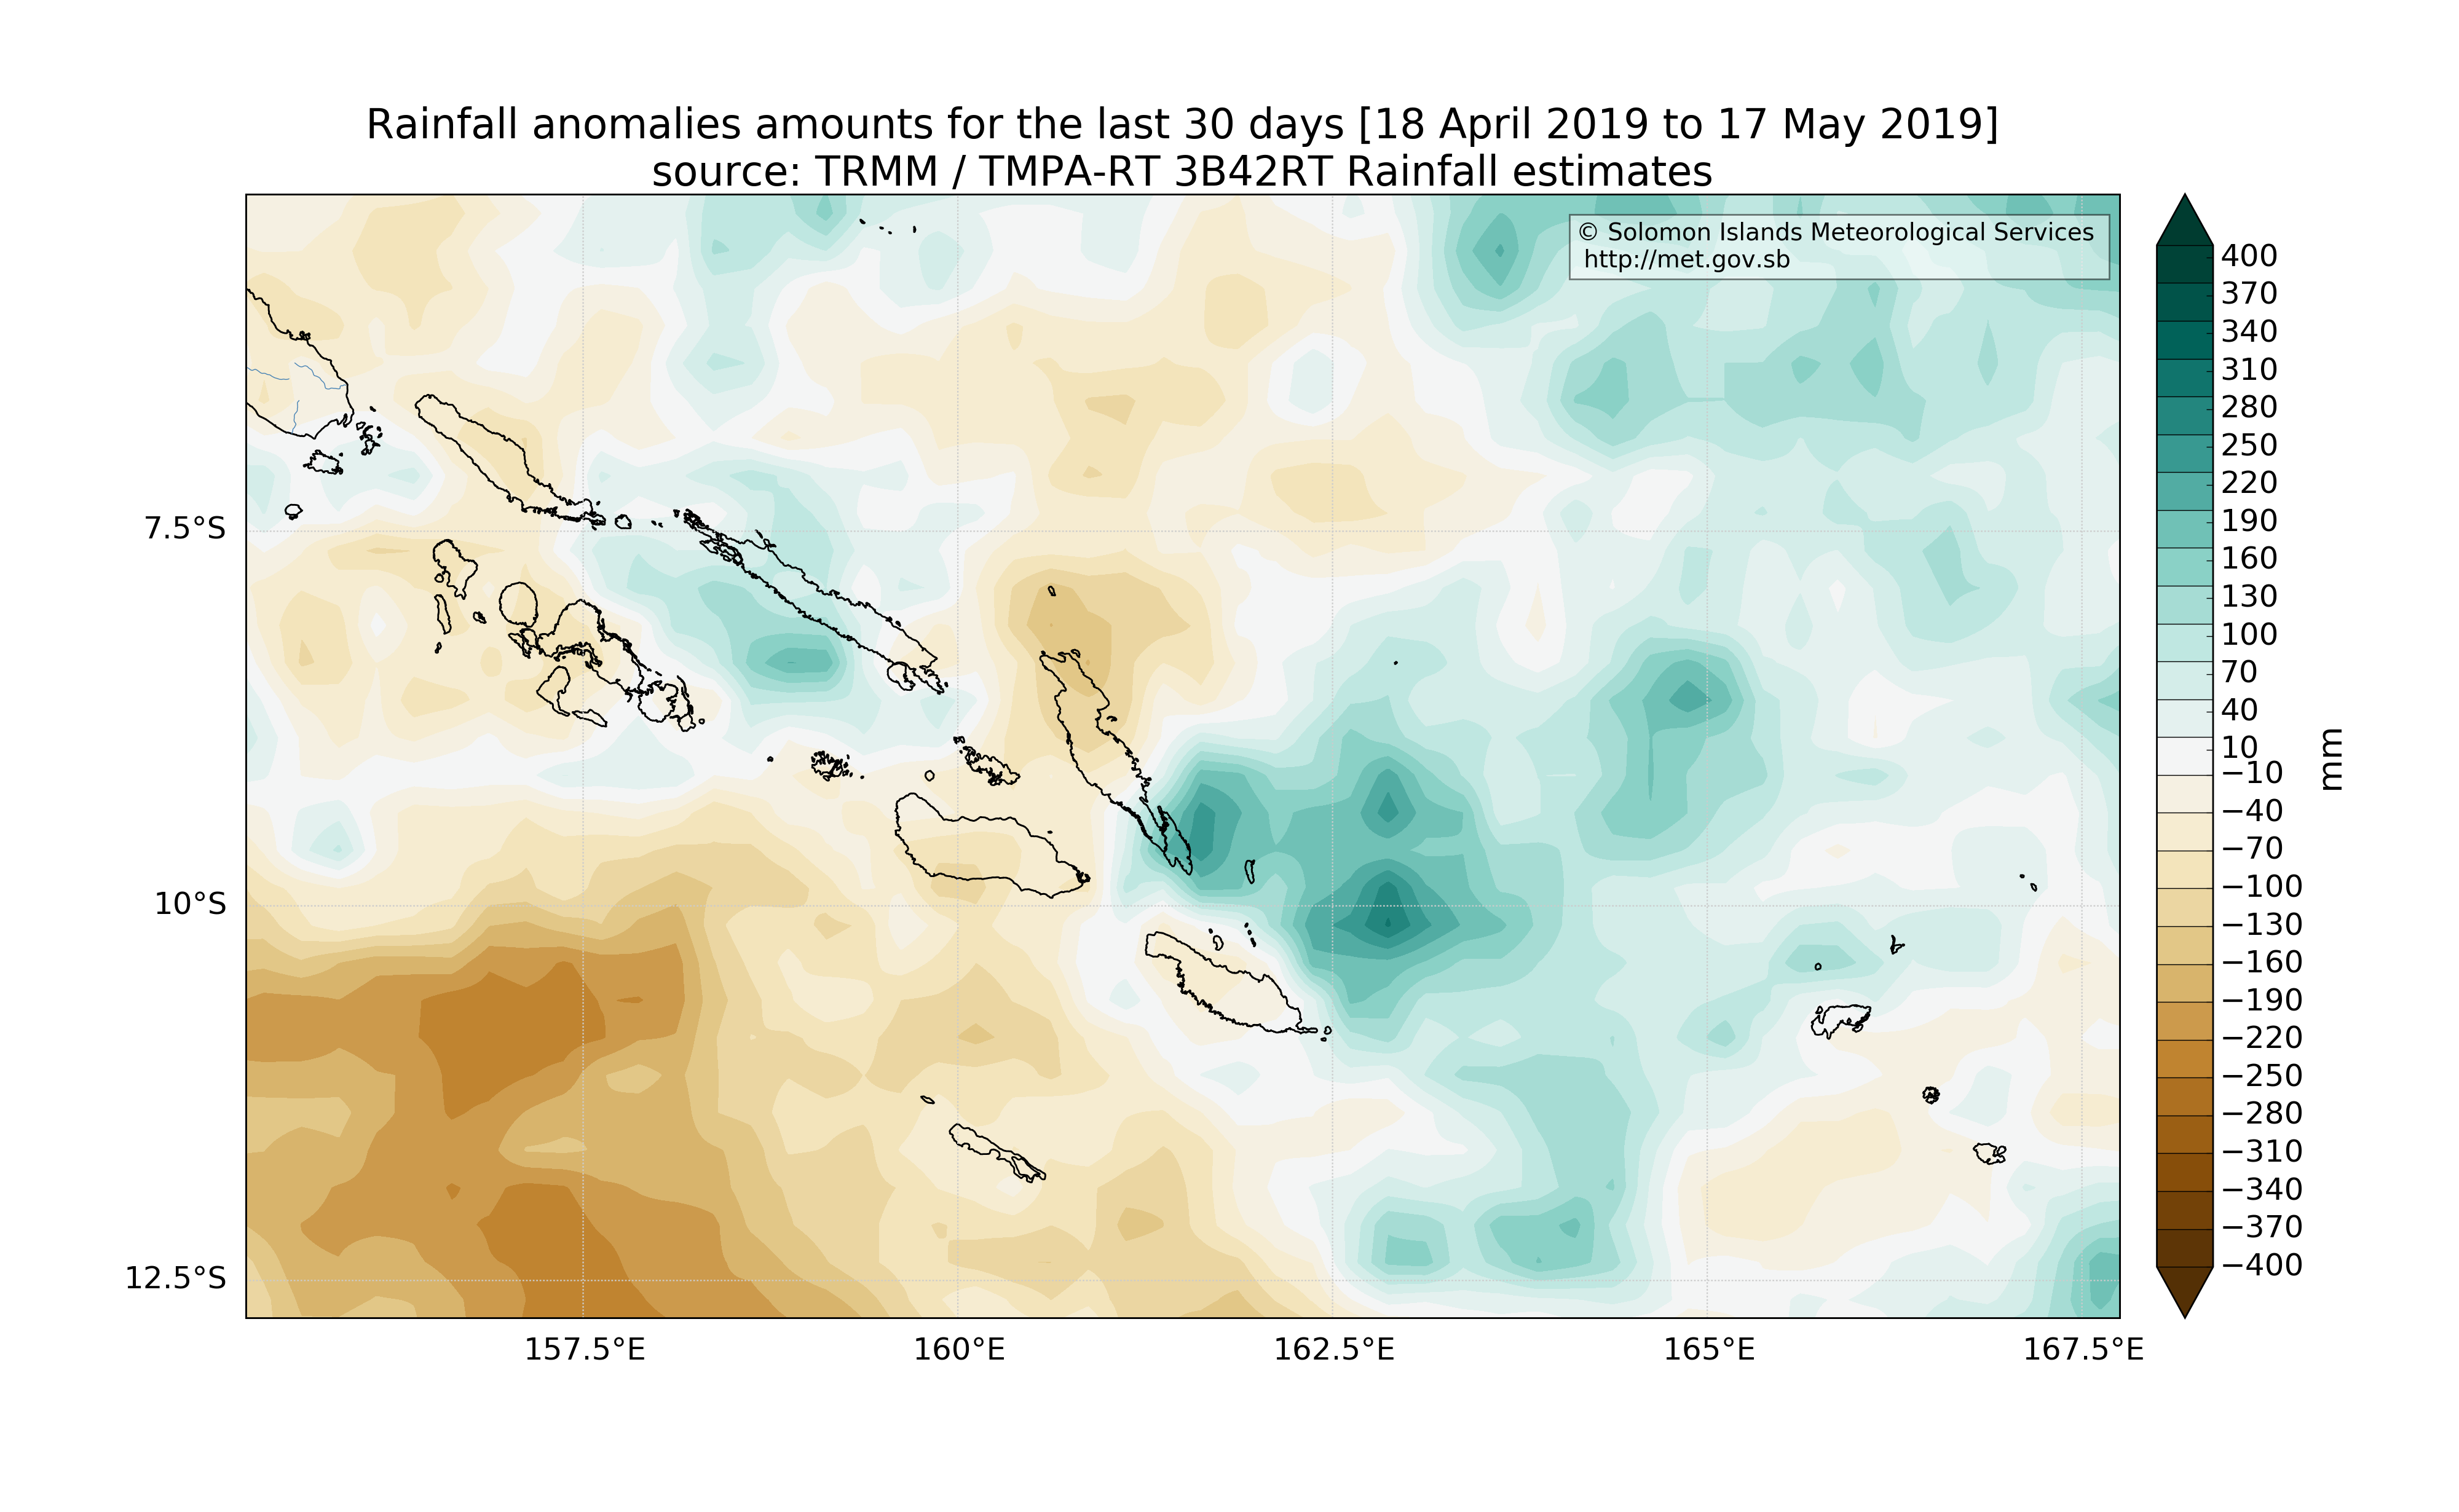 Rainfall anomalies amounts for the last 30 days [18 April 2019 to 17 May 2019]
source: TRMM / TMPA-RT 3B42RT Rainfall estimates
© Solomon Islands Meteorological Services
http://met.gov.sb
7.5°S
10°S
12.5°S
157.5°E
160°E
162.5°E
165°E
167.5°E
400
370
340
310
280
250
220
190
160
130
100
70
40
10
−10
−40
−70
−100
−130
−160
−190
−220
−250
−280
−310
−340
−370
−400
mm